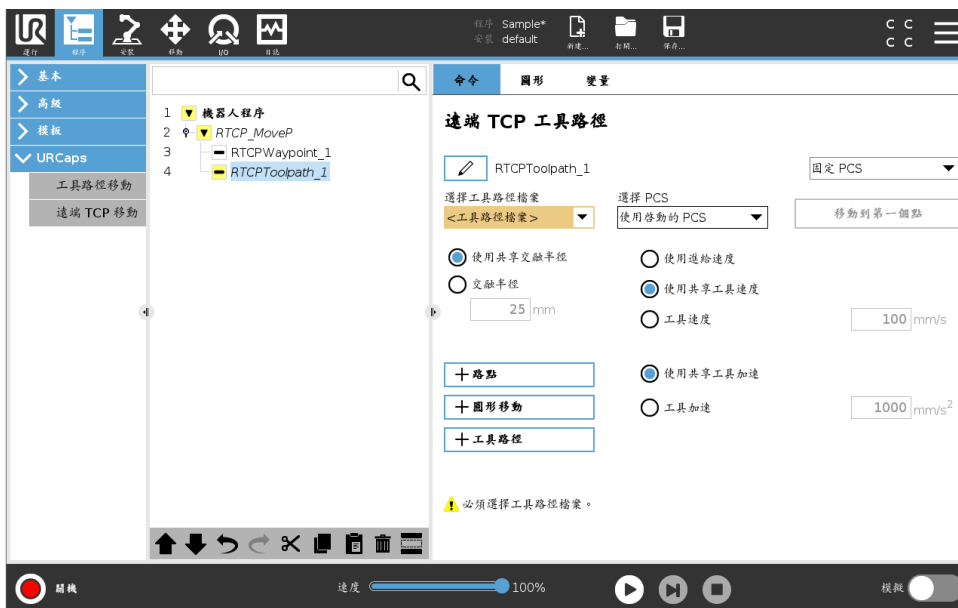 程序 Sample*
安裝 default
C C
C C
運行 程序 安裝 移動 I/O 日誌 新建... 打開... 保存...
基本
高級
模板
URCaps
工具路徑移動
遠端 TCP 移動
1 機器人程序
2 RTCP_MoveP
3 RTCPWaypoint_1
4 RTCPToolpath_1
命令 圖形 變量
遠端 TCP 工具路徑
RTCPToolpath_1 固定 PCS
選擇工具路徑檔案 選擇 PCS
<工具路徑檔案> 使用啓動的 PCS 移動到第一個點
使用共享交融半徑 使用進給速度
交融半徑 使用共享工具速度
25 mm 工具速度 100 mm/s
路點 使用共享工具加速
圓形移動 工具加速 1000 mm/s²
工具路徑
必須選擇工具路徑檔案。
關機 速度 100% 模擬